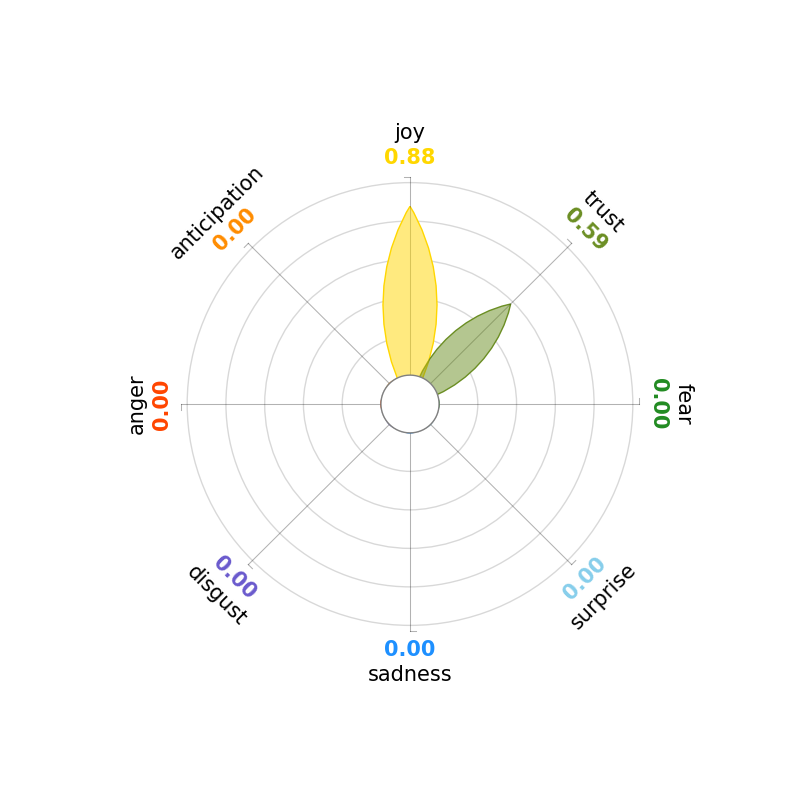 joy
0.88
trust
0.59
fear
0.00
surprise
0.00
0.00
sadness
disgust
0.00
anger
0.00
anticipation
0.00